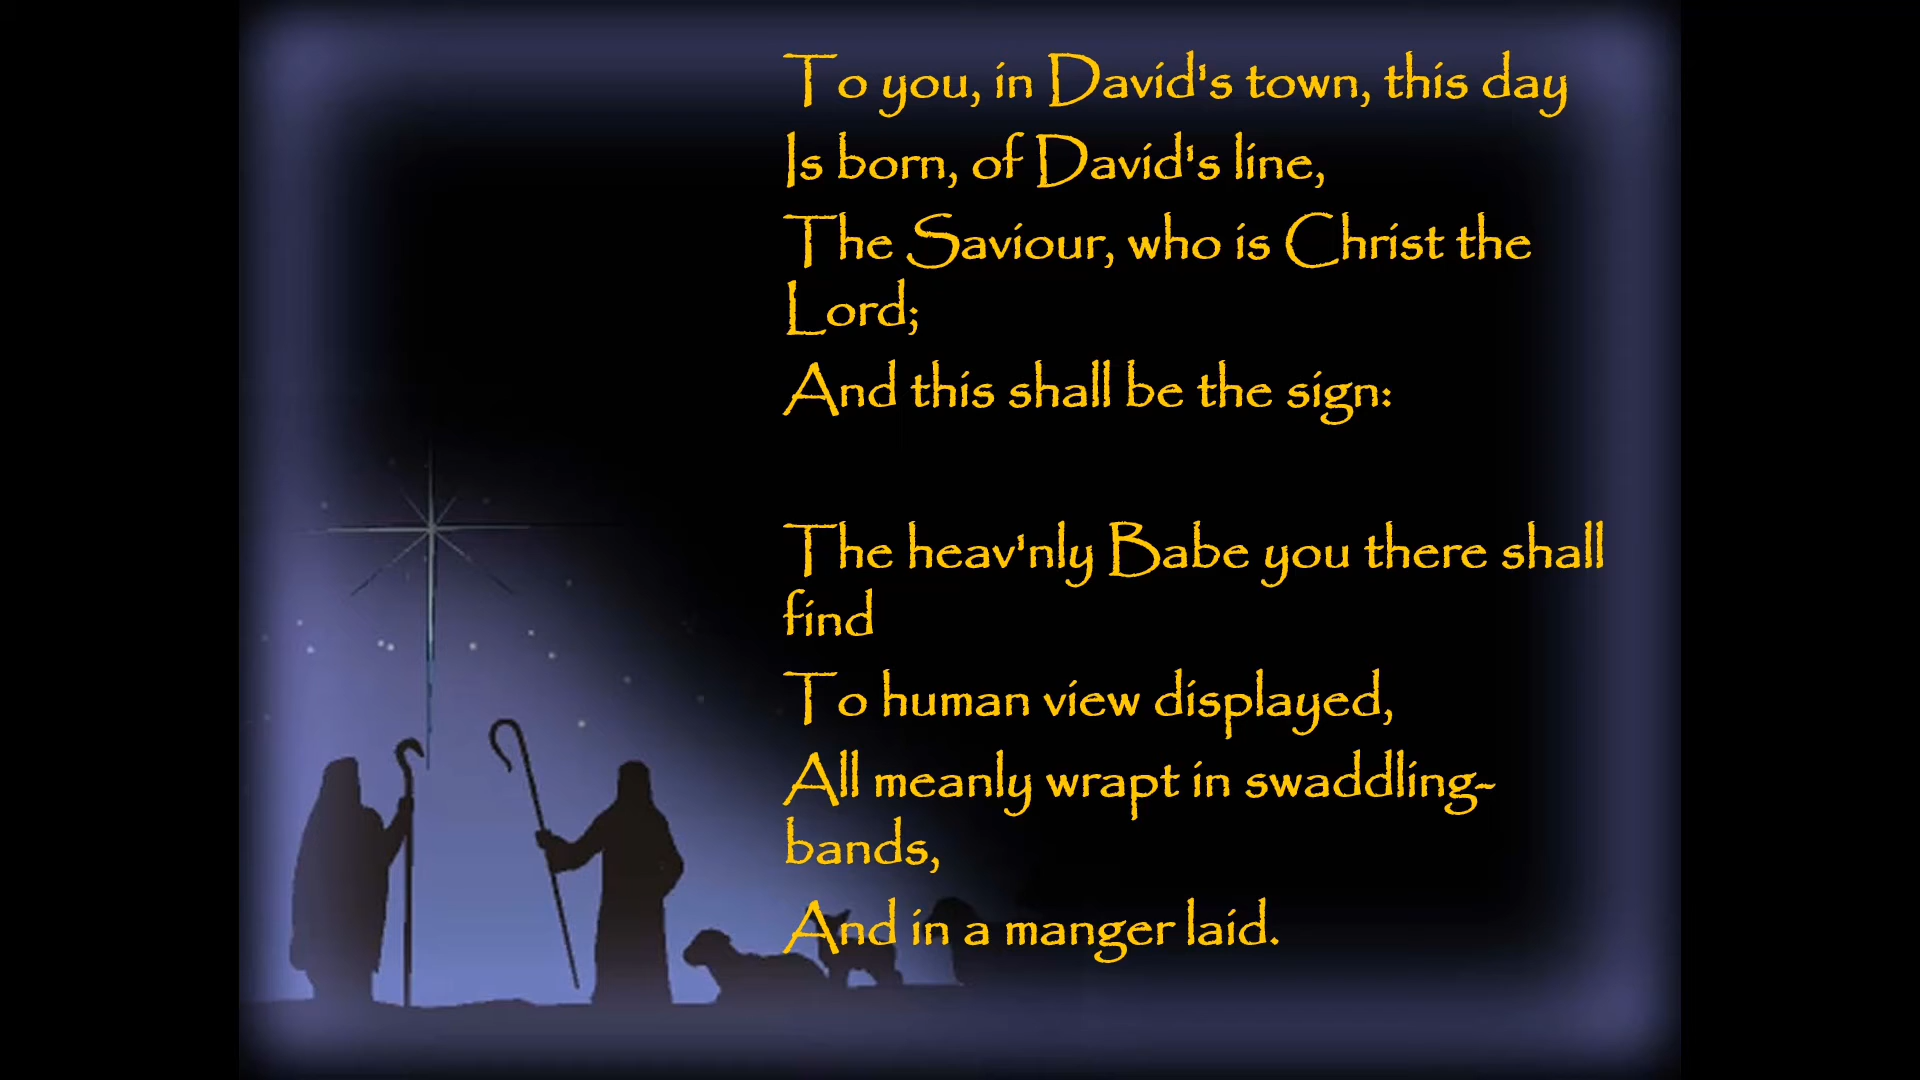 To you, in David's town, this day
Is born, of David's line,
The Saviour, who is Christ the
Lord;
And this shall be the sign:
The heav'nly Babe you there shall
find
To human view displayed,
All meanly wrapt in swaddling-
bands,
And in a manger laid.